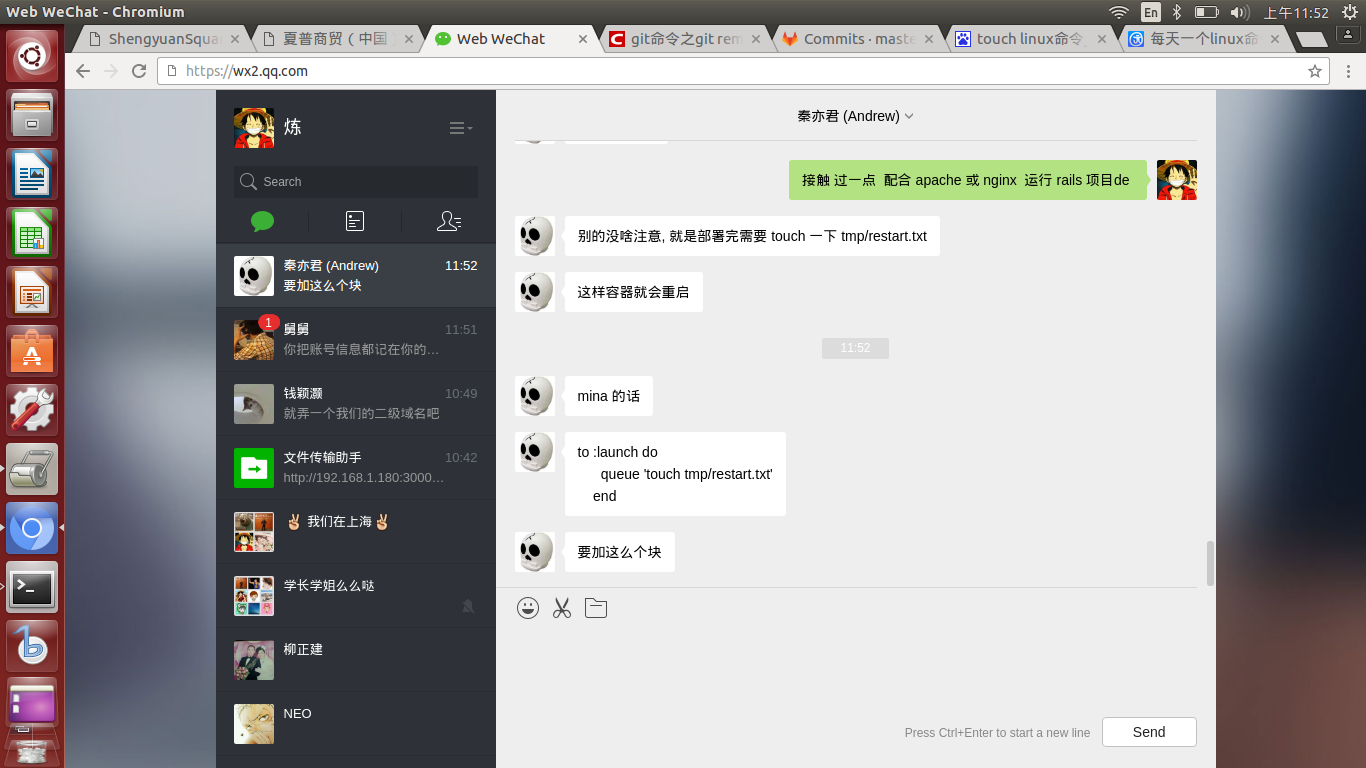 Web WeChat - Chromium
En
上午11:52
ShengyuanSqua
夏普商贸（中国
Web WeChat
git命令之git rem
Commits · maste
touch linux命令
每天一个linux命
https://wx2.qq.com
炼
Search
秦亦君 (Andrew) 11:52
要加这么个块
1
舅舅 11:51
你把账号信息都记在你的…
钱颖灏 10:49
就弄一个我们的二级域名吧
文件传输助手 10:42
http://192.168.1.180:3000…
✌ 我们在上海 ✌
学长学姐么么哒
柳正建
NEO
秦亦君 (Andrew)
接触 过一点 配合 apache 或 nginx 运行 rails 项目de
别的没啥注意, 就是部署完需要 touch 一下 tmp/restart.txt
这样容器就会重启
11:52
mina 的话
to :launch do
queue 'touch tmp/restart.txt'
end
要加这么个块
Press Ctrl+Enter to start a new line
Send